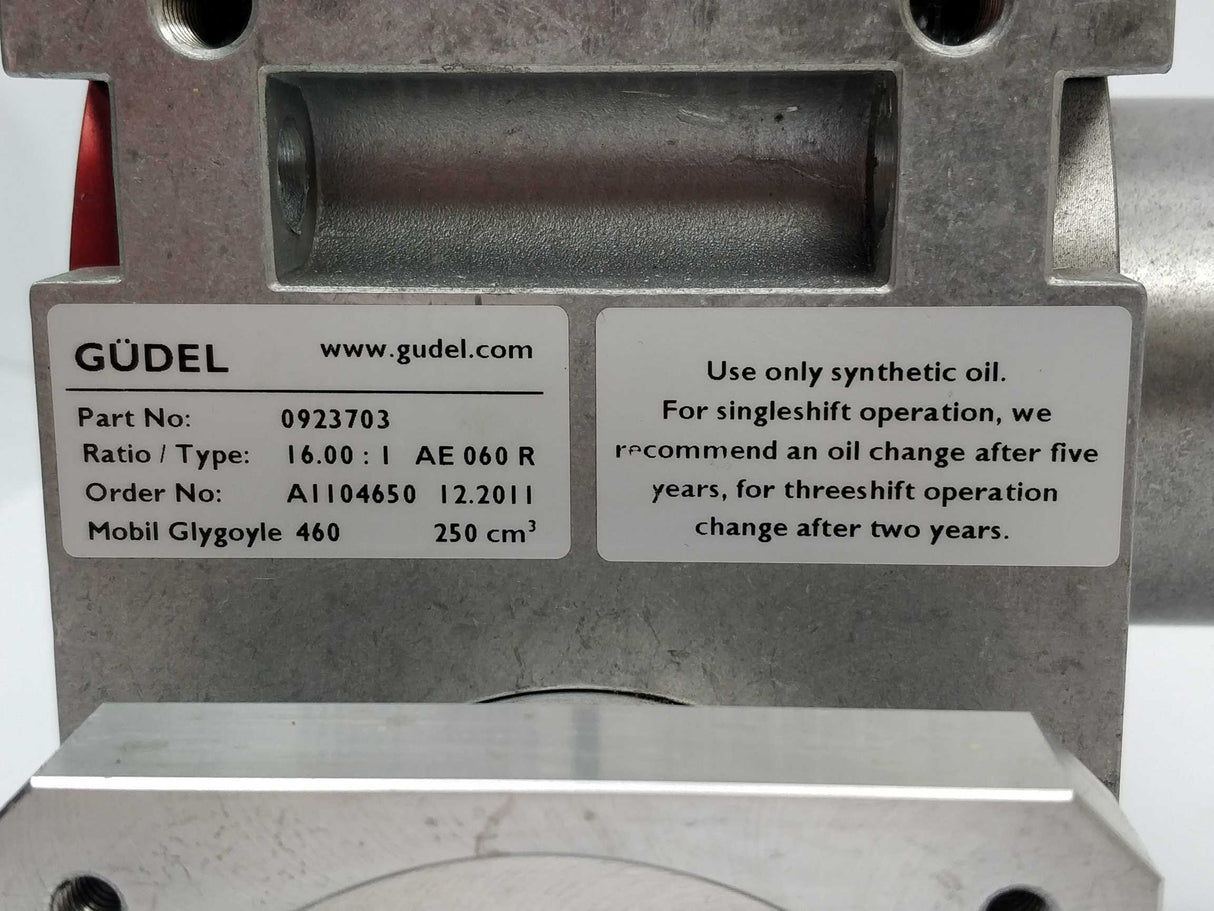 GÜDEL www.gudel.com
Part No: 0923703
Ratio / Type: 16.00 : 1 AE 060 R
Order No: A1104650 12.2011
Mobil Glygoyle 460 250 cm³
Use only synthetic oil.
For singleshift operation, we
recommend an oil change after five
years, for threeshift operation
change after two years.